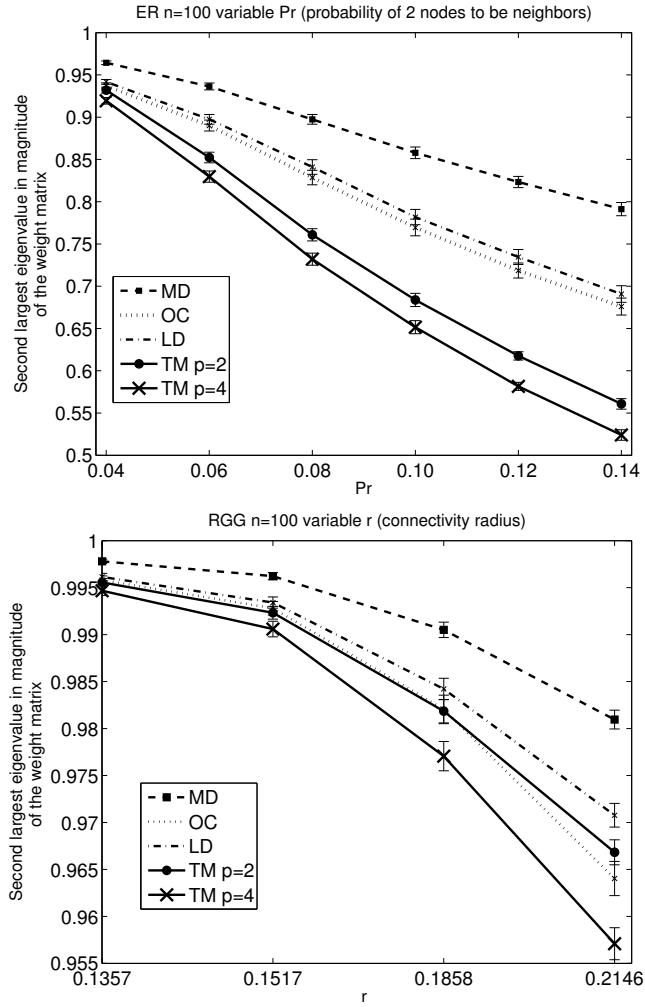 ER n=100 variable Pr (probability of 2 nodes to be neighbors)
Second largest eigenvalue in magnitude
of the weight matrix
0.95
0.9
0.85
0.8
0.75
0.7
0.65
0.6
0.55
0.5
MD
OC
LD
TM p=2
TM p=4
0.04
0.06
0.08
0.10
0.12
0.14
Pr
RGG n=100 variable r (connectivity radius)
Second largest eigenvalue in magnitude
of the weight matrix
1
0.995
0.99
0.985
0.98
0.975
0.97
0.965
0.96
0.955
MD
OC
LD
TM p=2
TM p=4
0.1357
0.1517
0.1858
0.2146
r